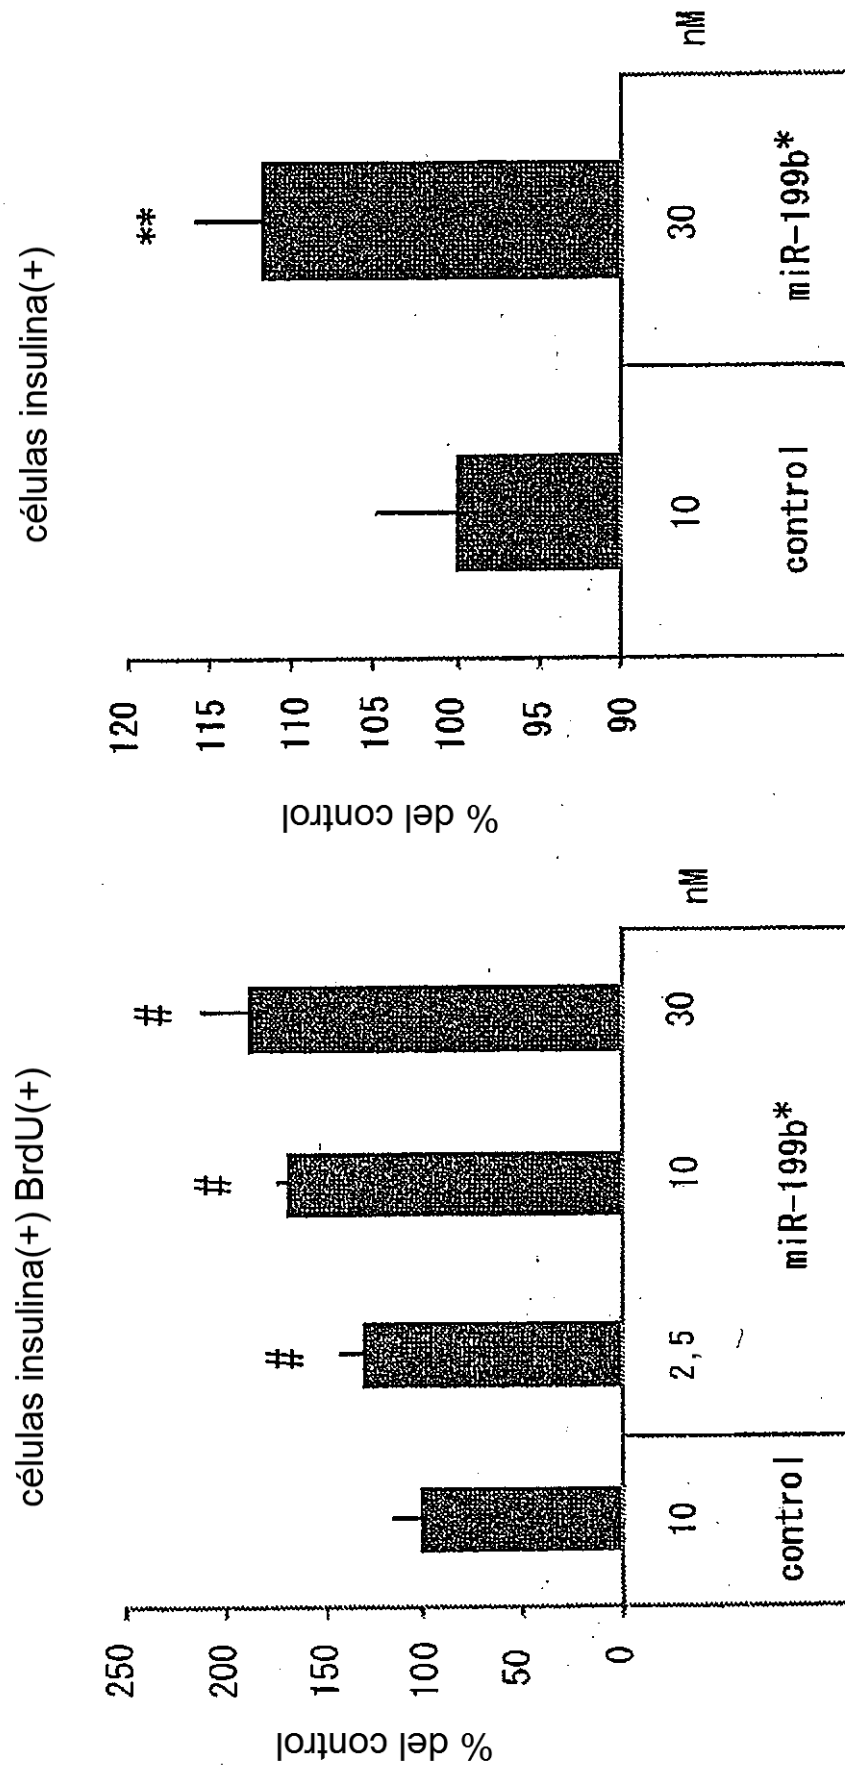 células insulina(+) BrdU(+)
% del control
250
200
150
100
50
0
#
#
#
10
2,5
10
30
nM
control
miR-199b*
células insulina(+)
% del control
120
115
110
105
100
95
90
**
10
30
nM
control
miR-199b*